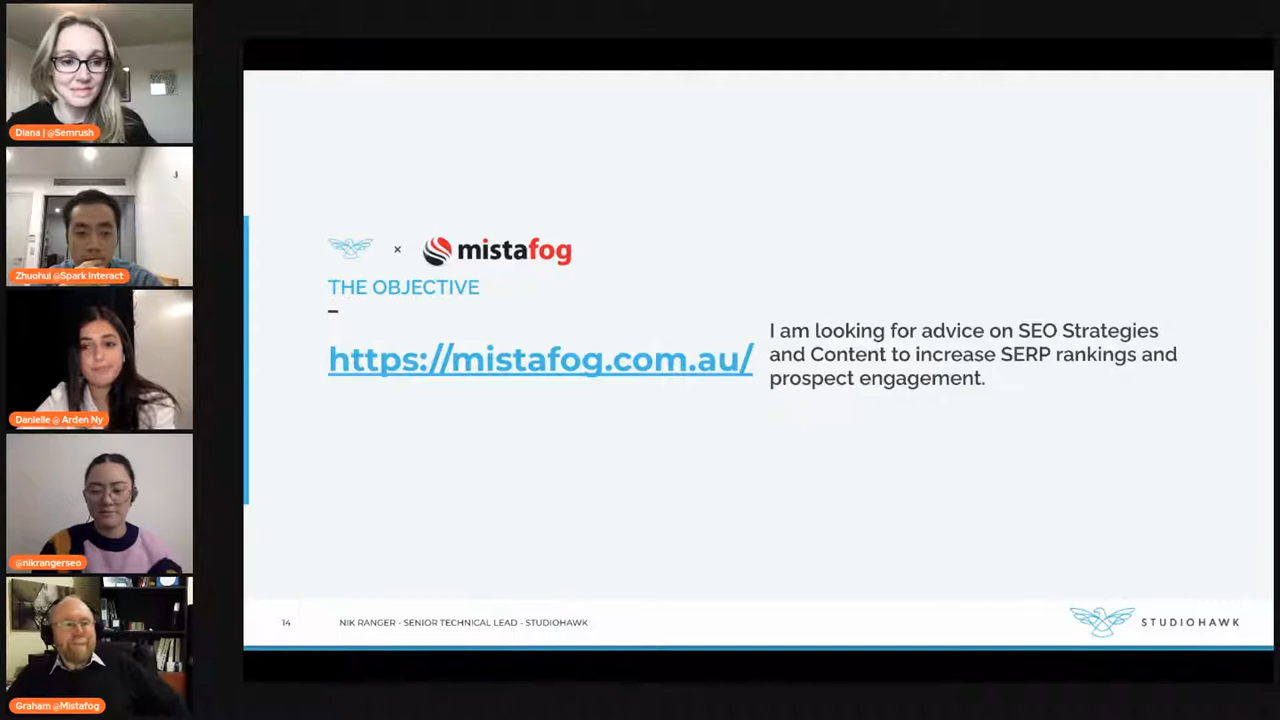 Diana | @Semrush
Zhuohui @Spark Interact
Danielle @ Arden Ny
@nikrangerseo
Graham @Mistafog
× mistafog
THE OBJECTIVE
https://mistafog.com.au/
I am looking for advice on SEO Strategies
and Content to increase SERP rankings and
prospect engagement.
14 NIK RANGER - SENIOR TECHNICAL LEAD - STUDIOHAWK
STUDIOHAWK